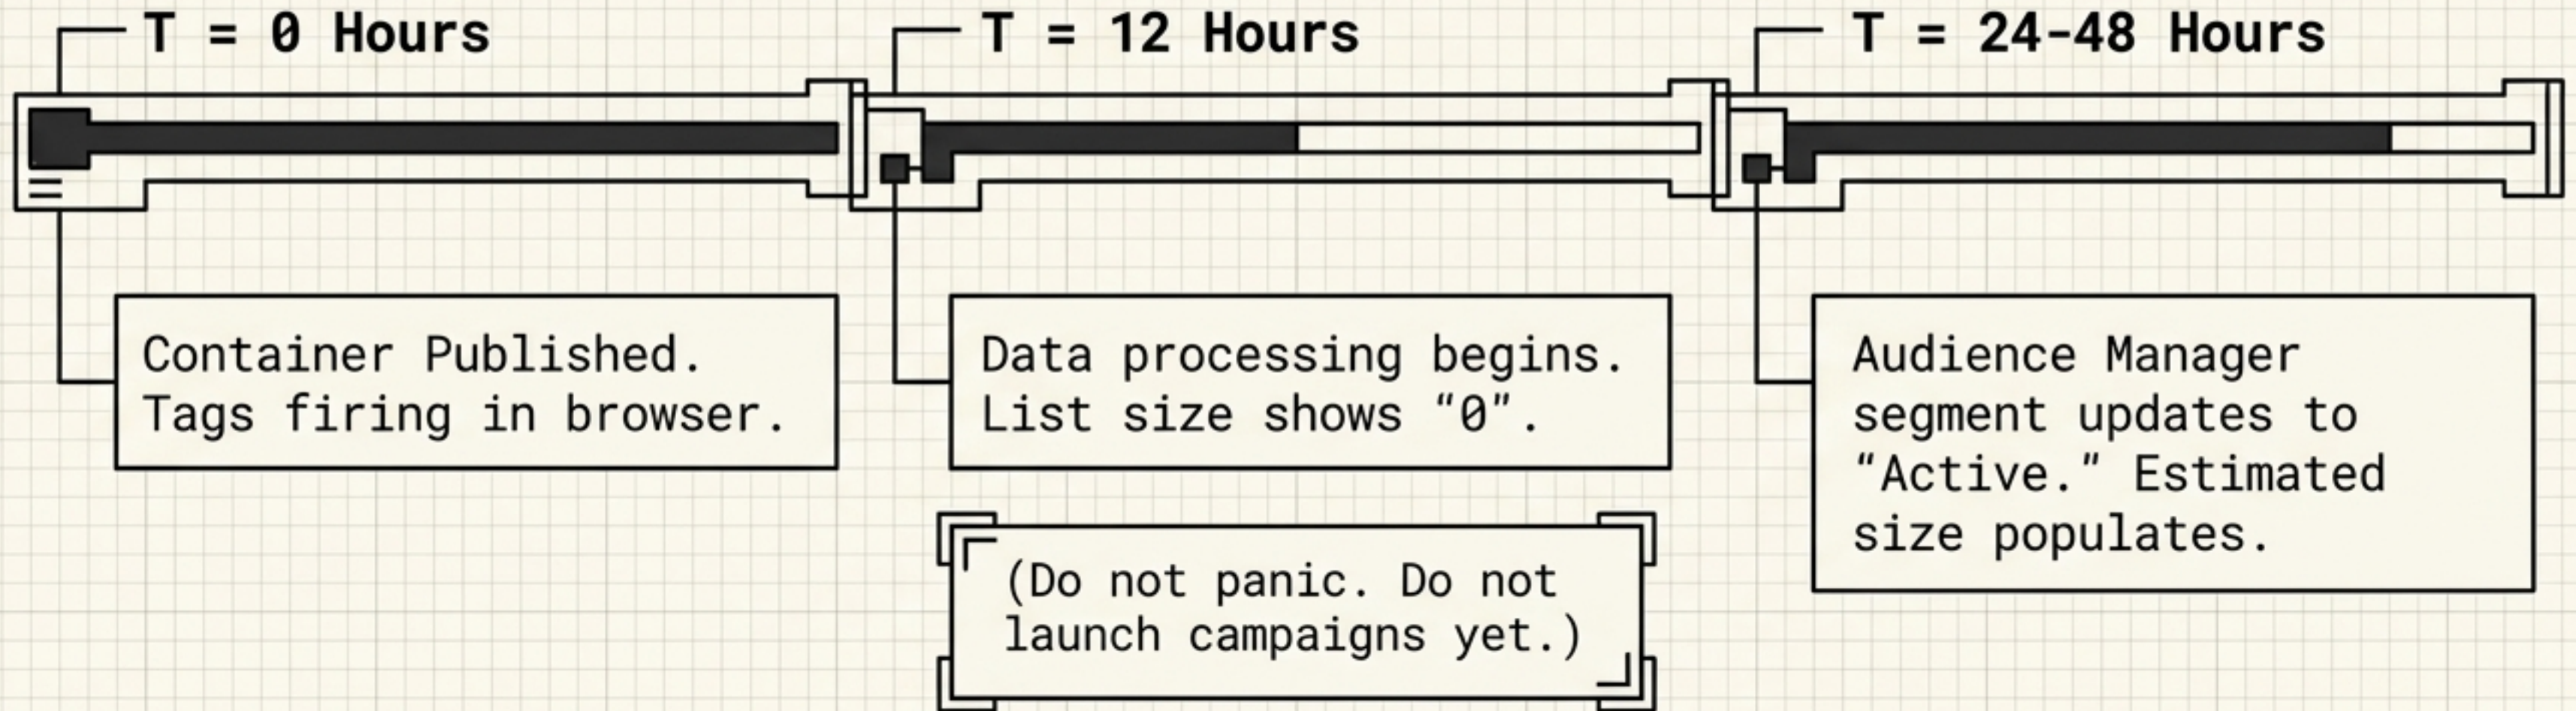 T = 0 Hours
T = 12 Hours
T = 24-48 Hours
Container Published.
Tags firing in browser.
Data processing begins.
List size shows “0”.
(Do not panic. Do not
launch campaigns yet.)
Audience Manager
segment updates to
“Active.” Estimated
size populates.